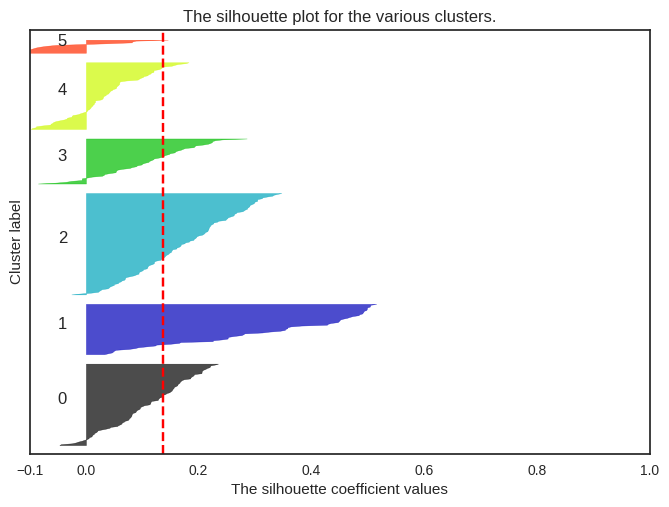 The silhouette plot for the various clusters.
5
4
3
2
1
0
Cluster label
−0.1 0.0 0.2 0.4 0.6 0.8 1.0
The silhouette coefficient values